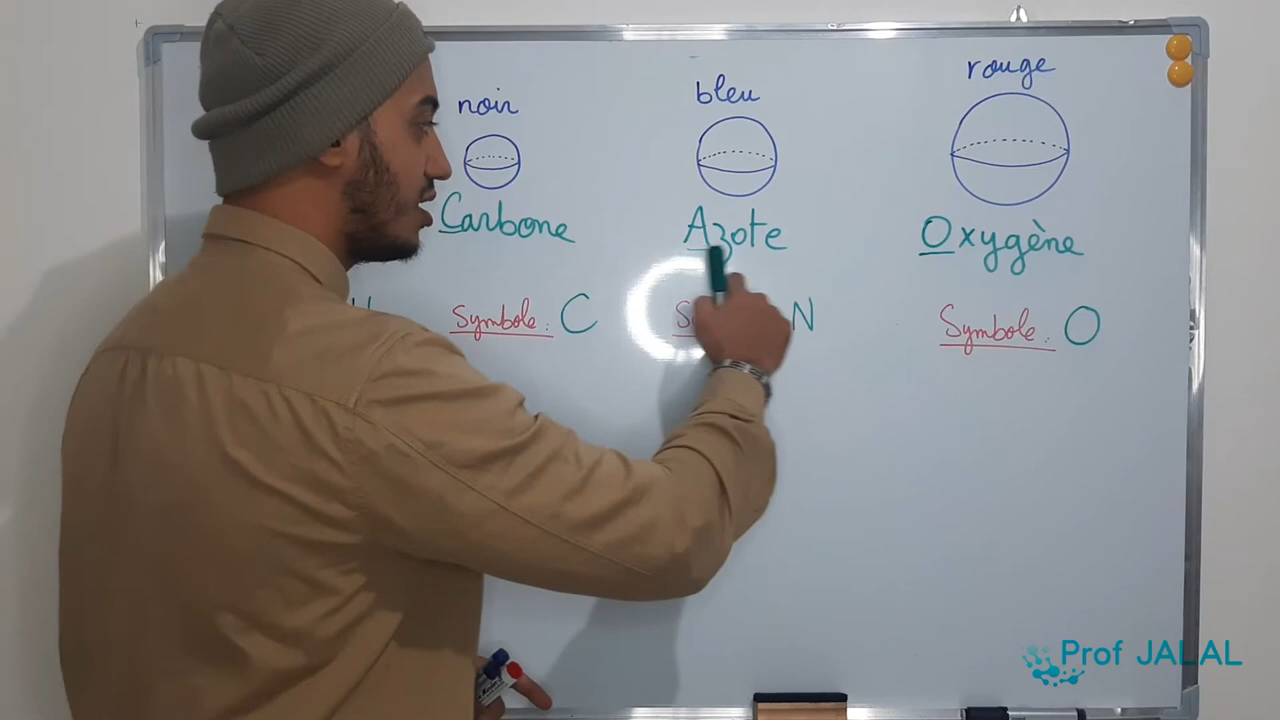 noir
bleu
rouge
Carbone
Azote
Oxygène
Symbole : C
N
Symbole : O
Prof JALAL